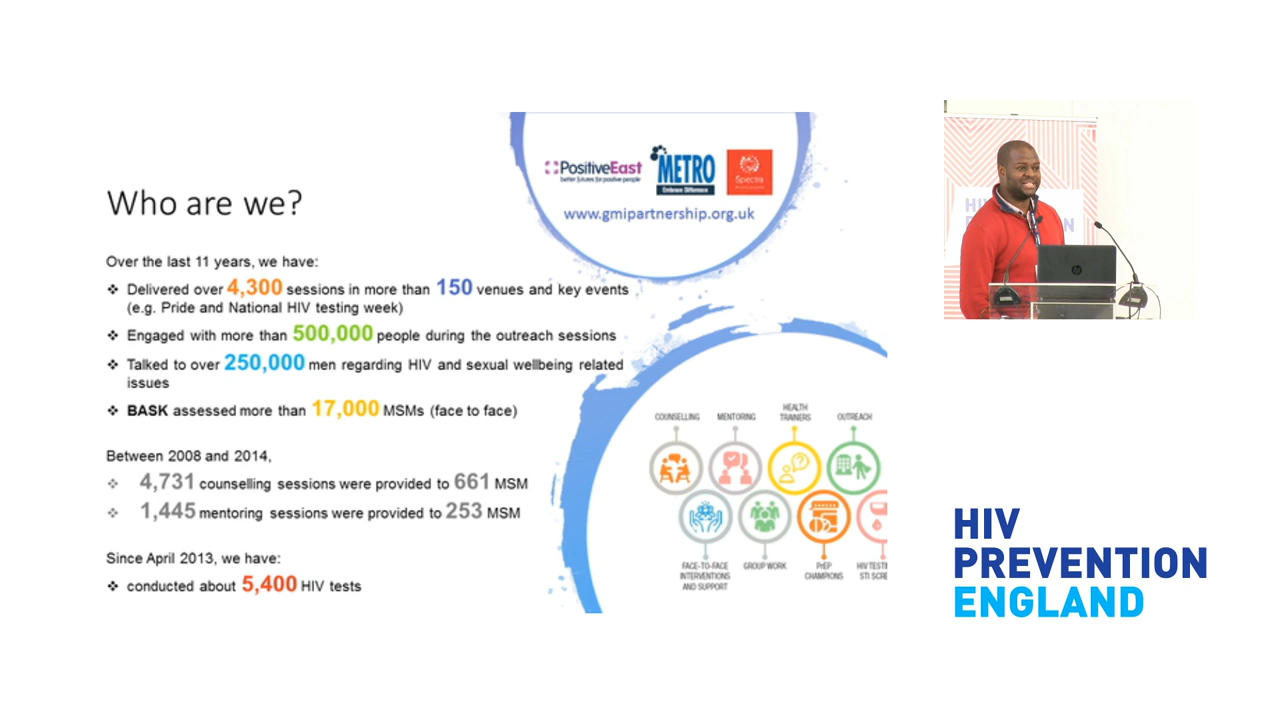 PositiveEast
better futures for positive people
METRO
Embrace Difference
Spectra
www.gmipartnership.org.uk
Who are we?
Over the last 11 years, we have:
❖ Delivered over 4,300 sessions in more than 150 venues and key events
(e.g. Pride and National HIV testing week)
❖ Engaged with more than 500,000 people during the outreach sessions
❖ Talked to over 250,000 men regarding HIV and sexual wellbeing related
issues
❖ BASK assessed more than 17,000 MSMs (face to face)
Between 2008 and 2014,
❖ 4,731 counselling sessions were provided to 661 MSM
❖ 1,445 mentoring sessions were provided to 253 MSM
Since April 2013, we have:
❖ conducted about 5,400 HIV tests
COUNSELLING
MENTORING
HEALTH
TRAINERS
OUTREACH
FACE-TO-FACE
INTERVENTIONS
AND SUPPORT
GROUP WORK
PrEP
CHAMPIONS
HIV TESTI
STI SCRE
hp
HIV
PREVENTION
ENGLAND